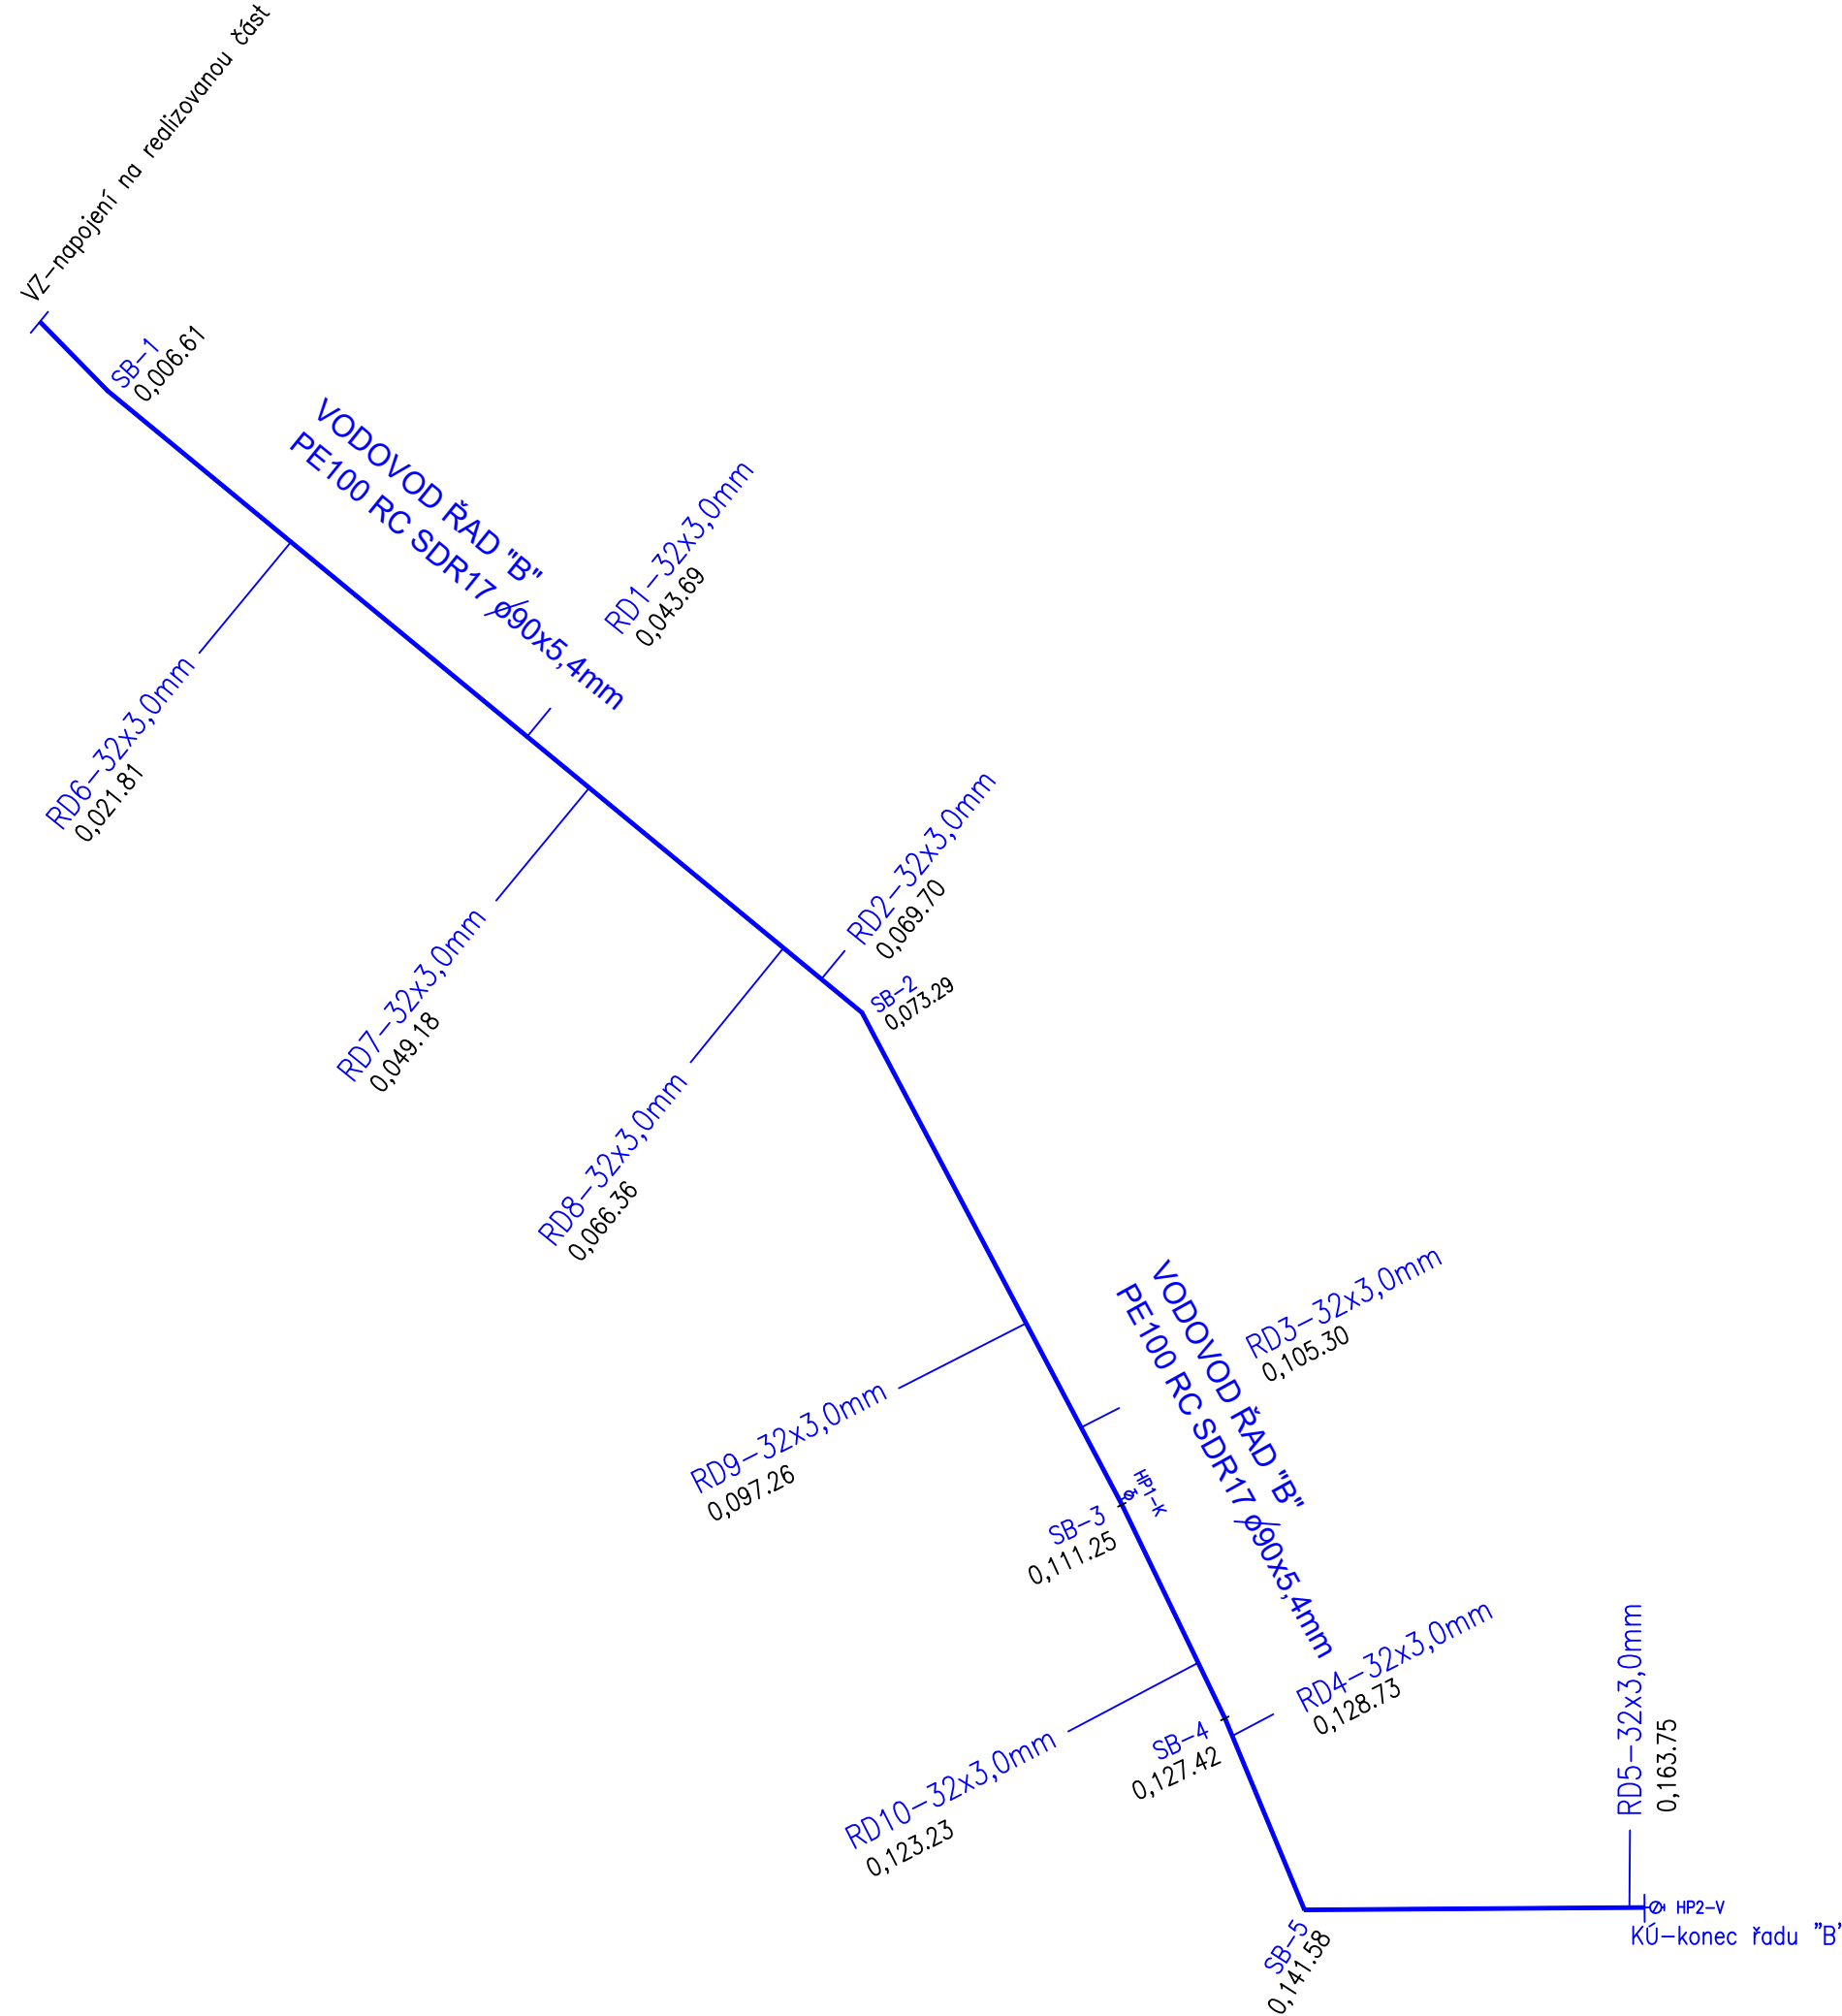 VZ-napojení na realizovanou část
SB-1
0,006.61
VODOVOD ŘAD "B"
PE100 RC SDR17 ø90x5,4mm
RD1-32x3,0mm
0,043.69
RD6-32x3,0mm
0,021.81
RD2-32x3,0mm
0,069.70
RD7-32x3,0mm
0,049.18
SB-2
0,073.29
RD8-32x3,0mm
0,066.36
VODOVOD ŘAD "B"
PE100 RC SDR17 ø90x5,4mm
RD3-32x3,0mm
0,105.30
RD9-32x3,0mm
0,097.26
HP1-K
SB-3
0,111.25
RD4-32x3,0mm
0,128.73
RD5-32x3,0mm
0,163.75
SB-4
0,127.42
RD10-32x3,0mm
0,123.23
HP2-V
KÚ-konec řadu "B'
SB-5
0,141.58